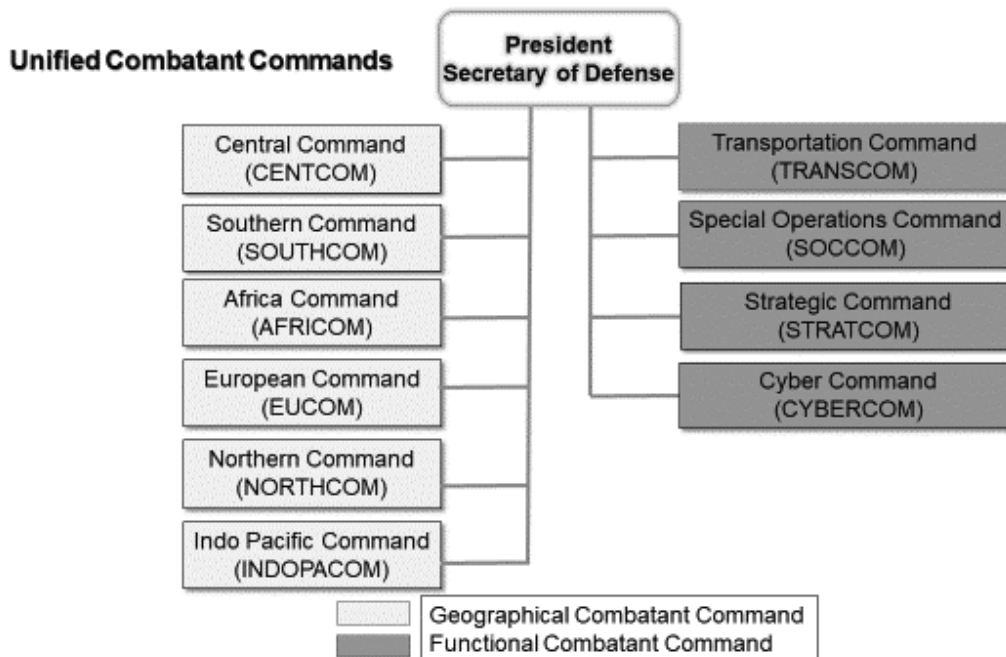 Unified Combatant Commands
President
Secretary of Defense
Central Command
(CENTCOM)
Southern Command
(SOUTHCOM)
Africa Command
(AFRICOM)
European Command
(EUCOM)
Northern Command
(NORTHCOM)
Indo Pacific Command
(INDOPACOM)
Transportation Command
(TRANSCOM)
Special Operations Command
(SOCCOM)
Strategic Command
(STRATCOM)
Cyber Command
(CYBERCOM)
Geographical Combatant Command
Functional Combatant Command